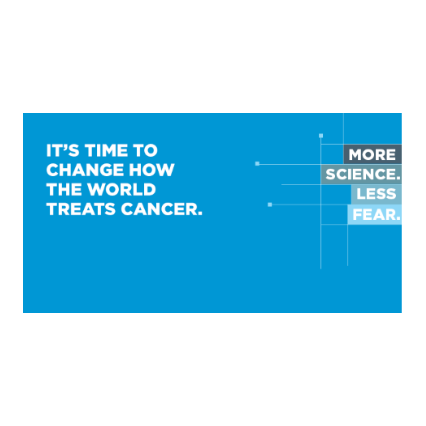 IT'S TIME TO
CHANGE HOW
THE WORLD
TREATS CANCER.
MORE
SCIENCE.
LESS
FEAR.